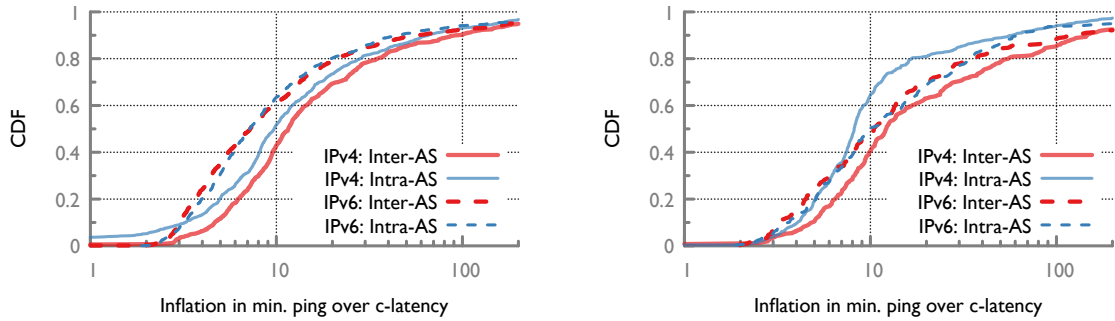 1
0.8
0.6
0.4
0.2
0
CDF
1
10
100
IPv4: Inter-AS
IPv4: Intra-AS
IPv6: Inter-AS
IPv6: Intra-AS
Inflation in min. ping over c-latency
1
0.8
0.6
0.4
0.2
0
CDF
1
10
100
IPv4: Inter-AS
IPv4: Intra-AS
IPv6: Inter-AS
IPv6: Intra-AS
Inflation in min. ping over c-latency